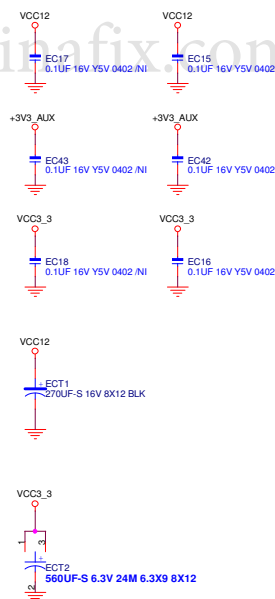 VCC12 VCC12
inafix.com
EC17 EC15
0.1UF 16V Y5V 0402 /NI 0.1UF 16V Y5V 0402
+3V3_AUX +3V3_AUX
EC43 EC42
0.1UF 16V Y5V 0402 /NI 0.1UF 16V Y5V 0402
VCC3_3 VCC3_3
EC18 EC16
0.1UF 16V Y5V 0402 /NI 0.1UF 16V Y5V 0402
VCC12
+ ECT1
270UF-S 16V 8X12 BLK
VCC3_3
1 3
+
ECT2
560UF-S 6.3V 24M 6.3X9 8X12
2